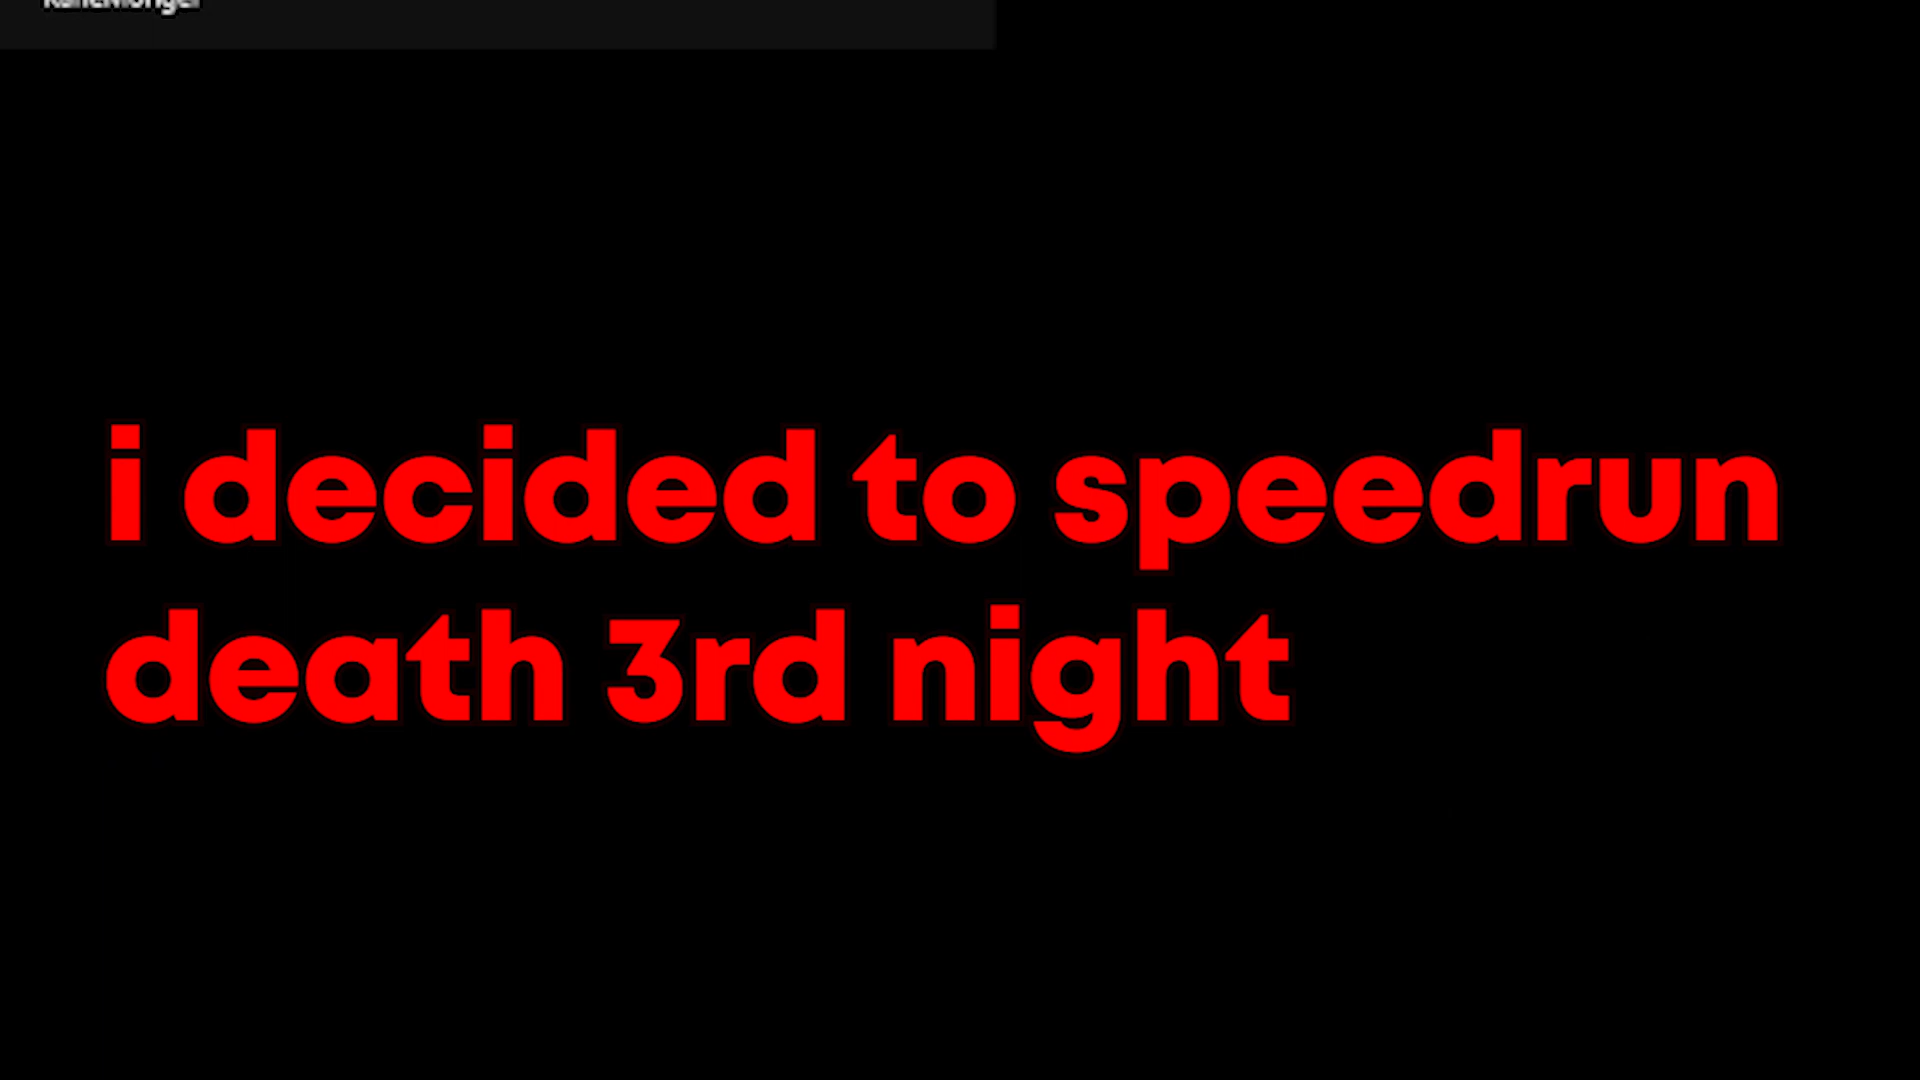 i decided to speedrun
death 3rd night